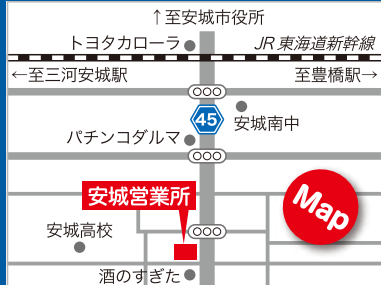 ↑至安城市役所
トヨタカローラ
JR東海道新幹線
←至三河安城駅
至豊橋駅→
45
安城南中
パチンコダルマ
Map
安城営業所
安城高校
酒のすぎた